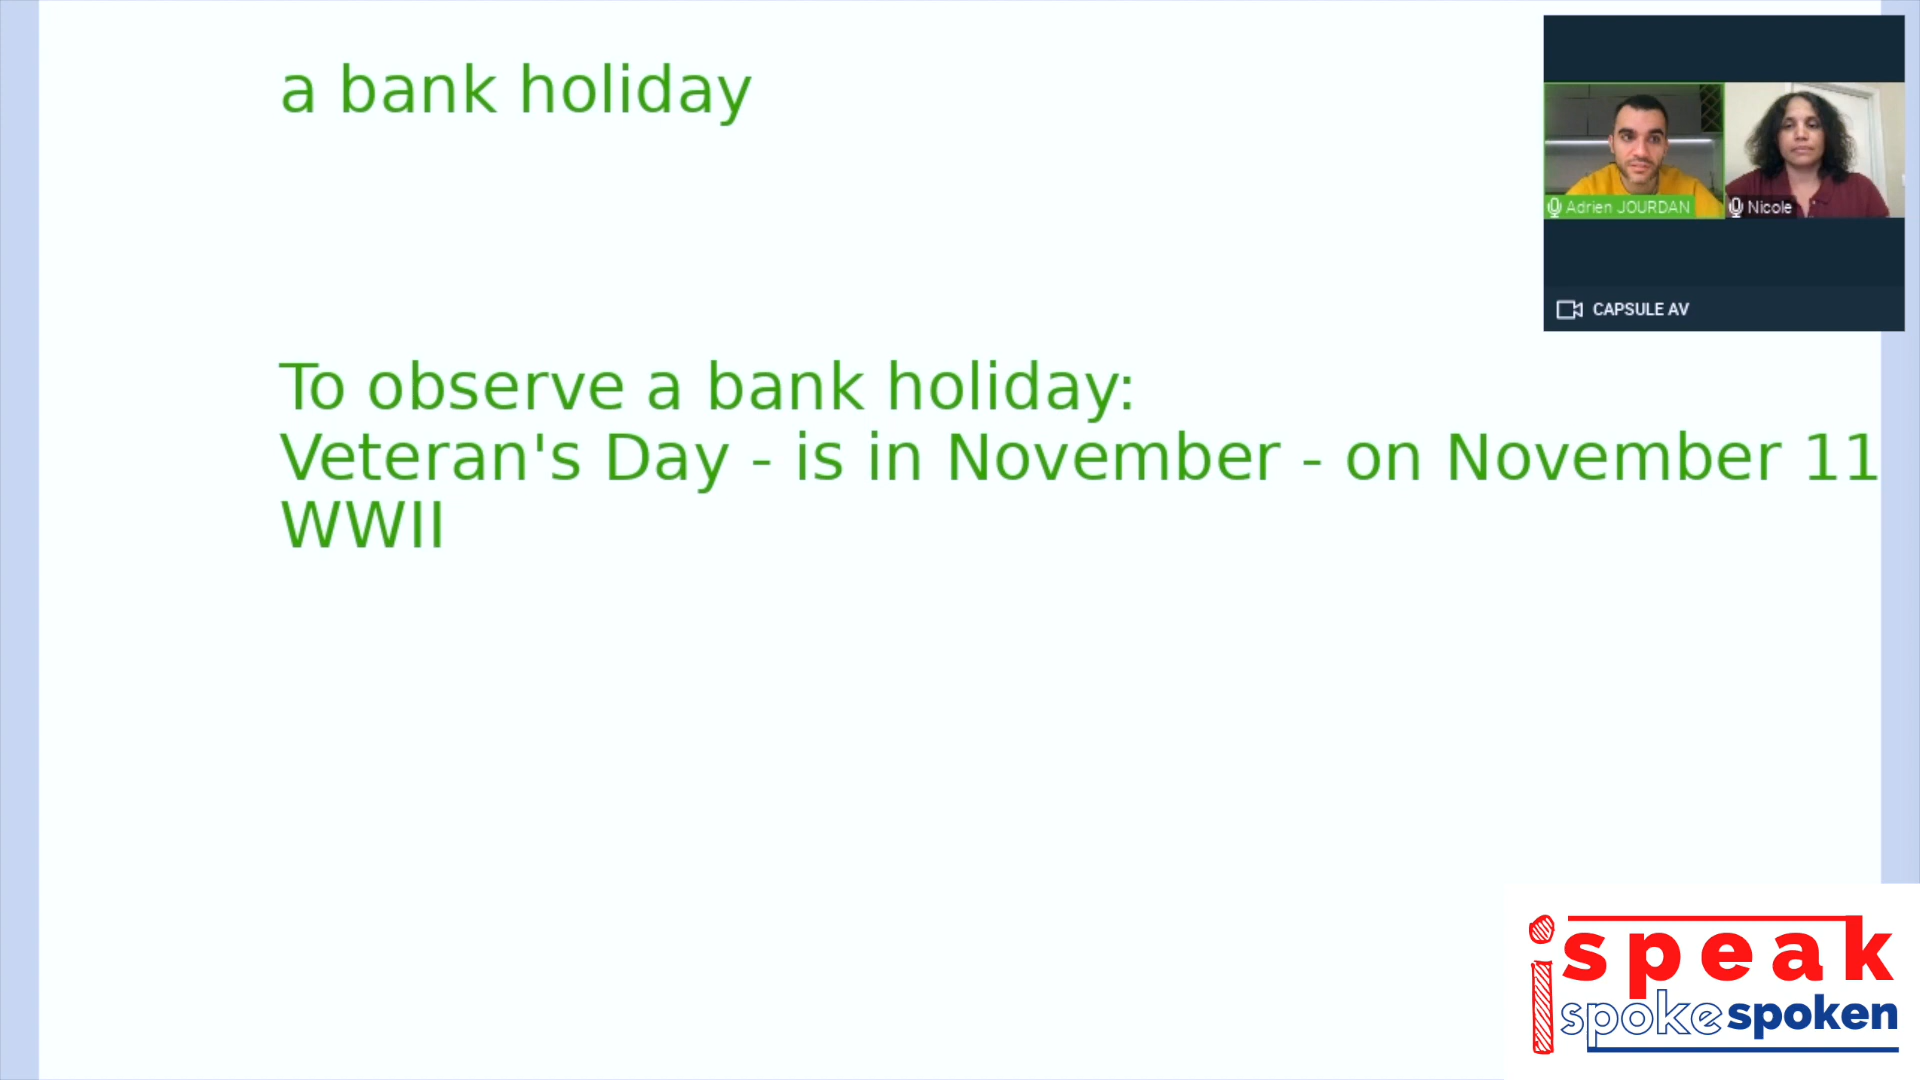 a bank holiday
Adrien JOURDAN
Nicole
CAPSULE AV
To observe a bank holiday:
Veteran's Day - is in November - on November 11
WWII
ispeak
spoke spoken